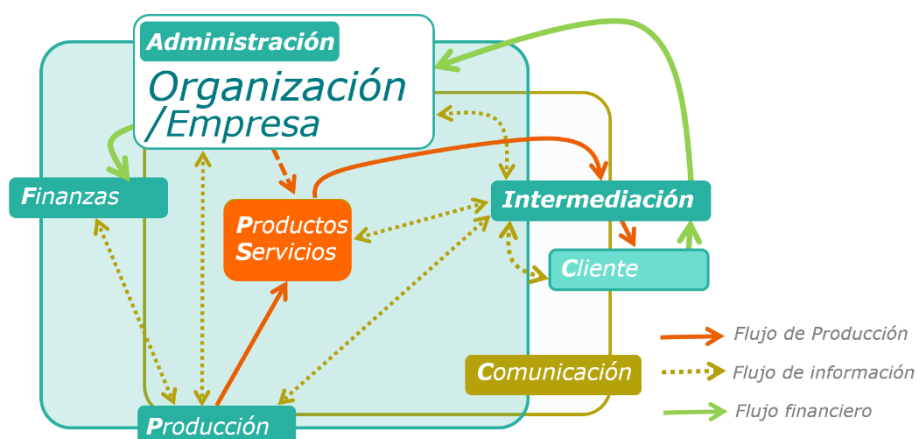 Administración
Organización
/Empresa
Finanzas
Productos
Servicios
Intermediación
Cliente
Comunicación
Producción
Flujo de Producción
Flujo de información
Flujo financiero